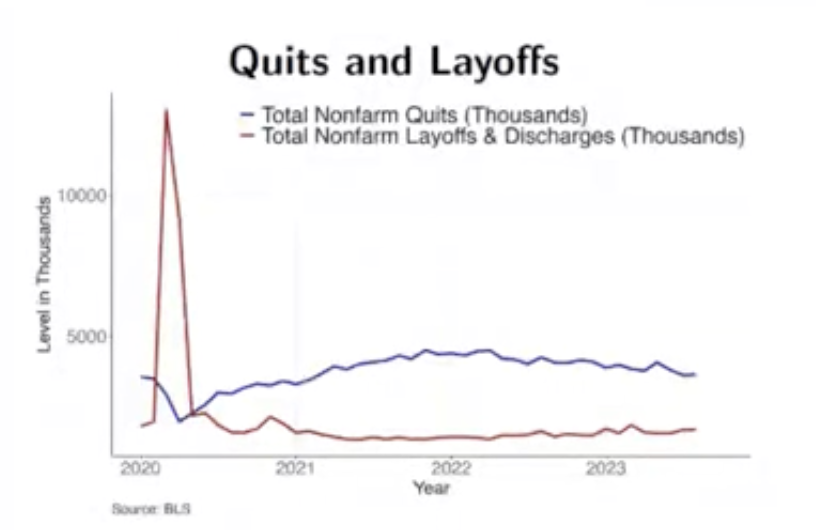 Quits and Layoffs
Total Nonfarm Quits (Thousands)
Total Nonfarm Layoffs & Discharges (Thousands)
Level in Thousands
10000
5000
2020 2021 2022 2023
Year
Source: BLS